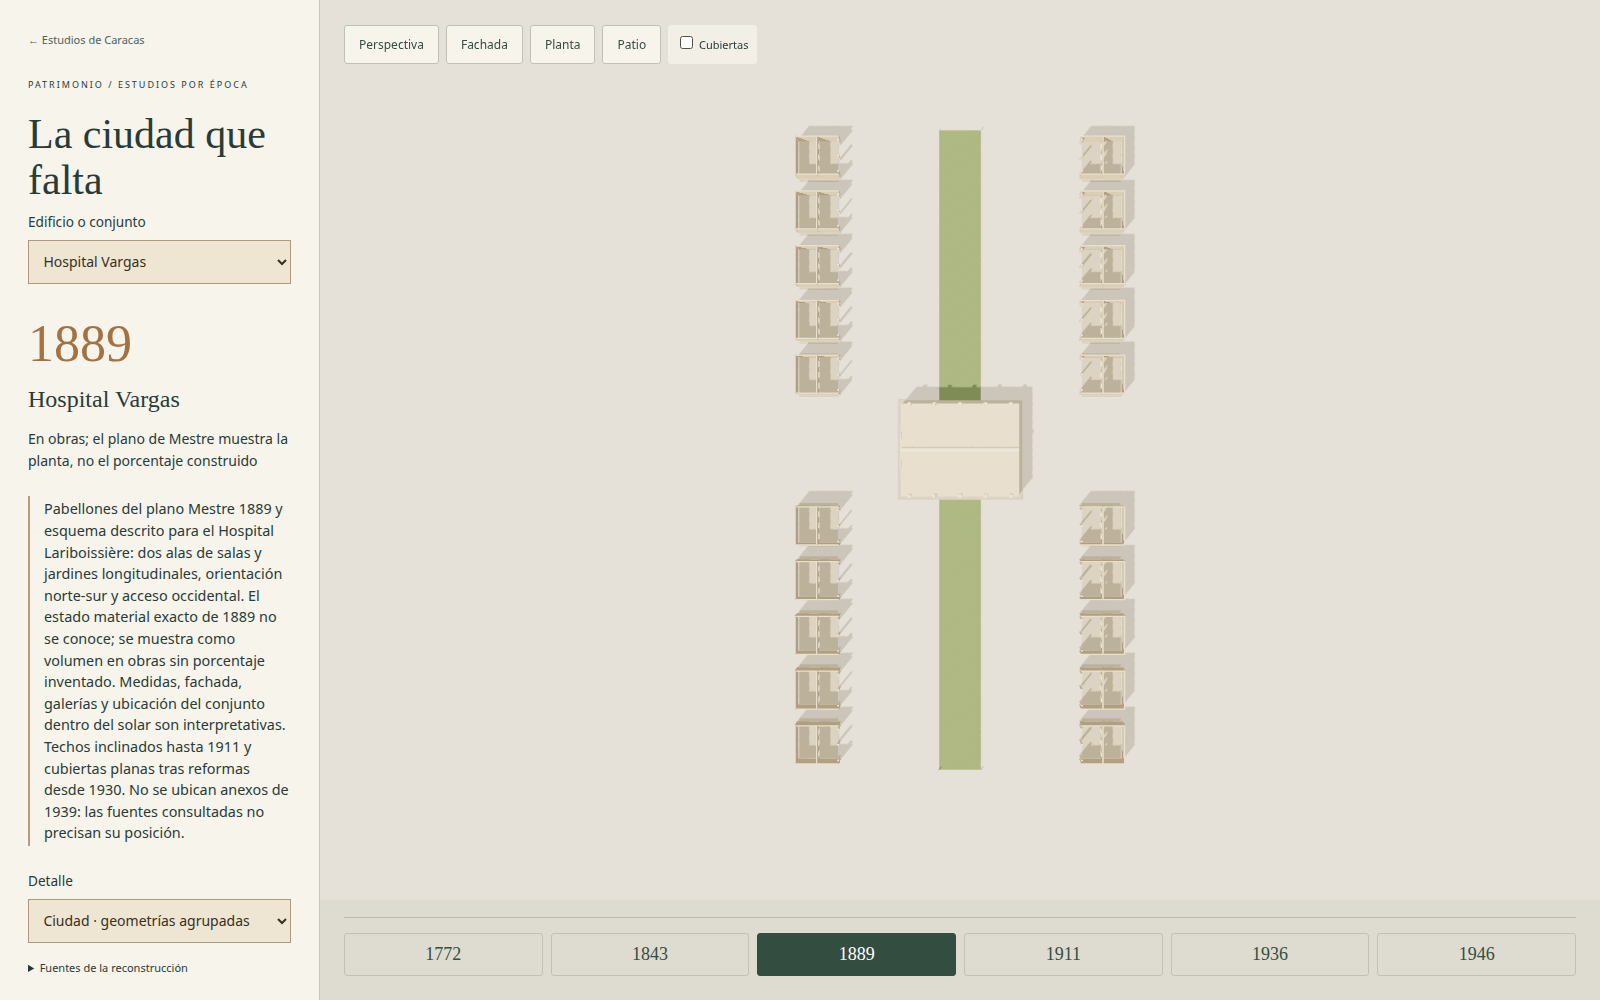 ← Estudios de Caracas
PATRIMONIO / ESTUDIOS POR ÉPOCA
La ciudad que
falta
Edificio o conjunto
Hospital Vargas
1889
Hospital Vargas
En obras; el plano de Mestre muestra la
planta, no el porcentaje construido
Pabellones del plano Mestre 1889 y
esquema descrito para el Hospital
Lariboissière: dos alas de salas y
jardines longitudinales, orientación
norte-sur y acceso occidental. El
estado material exacto de 1889 no
se conoce; se muestra como
volumen en obras sin porcentaje
inventado. Medidas, fachada,
galerías y ubicación del conjunto
dentro del solar son interpretativas.
Techos inclinados hasta 1911 y
cubiertas planas tras reformas
desde 1930. No se ubican anexos de
1939: las fuentes consultadas no
precisan su posición.
Detalle
Ciudad · geometrías agrupadas
Fuentes de la reconstrucción
Perspectiva Fachada Planta Patio Cubiertas
1772 1843 1889 1911 1936 1946